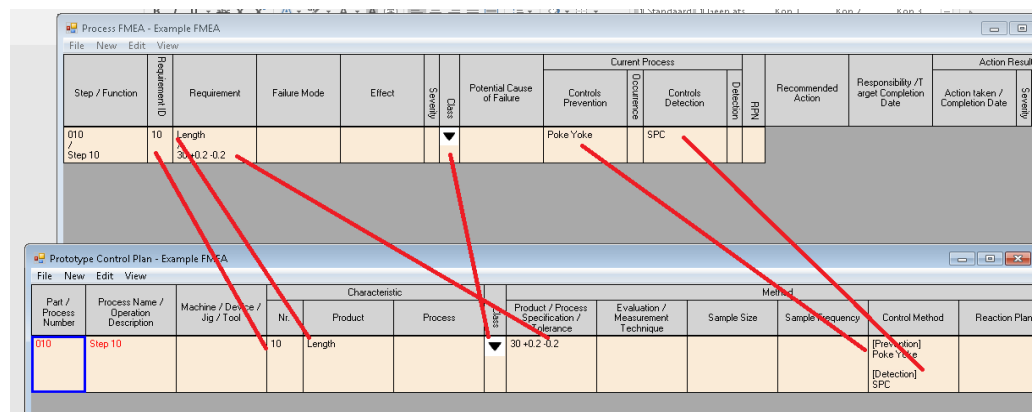 Process FMEA - Example FMEA
File New Edit View
Step / Function
Requirement ID
Requirement
Failure Mode
Effect
Severity
Class
Potential Cause
of Failure
Current Process
Controls
Prevention
Occurrence
Controls
Detection
Detection
RPN
Recommended
Action
Responsibility /T
arget Completion
Date
Action Result
Action taken /
Completion Date
Severity
010
/
Step 10
10
Length
/
30 +0.2 -0.2
Poke Yoke
SPC
Prototype Control Plan - Example FMEA
File New Edit View
Part /
Process
Number
Process Name /
Operation
Description
Machine / Device /
Jig / Tool
Characteristic
Nr.
Product
Process
Class
Method
Product / Process
Specification /
Tolerance
Evaluation /
Measurement
Technique
Sample Size
Sample Frequency
Control Method
Reaction Plan
010
Step 10
10
Length
30 +0.2 -0.2
[Prevention]
Poke Yoke
[Detection]
SPC